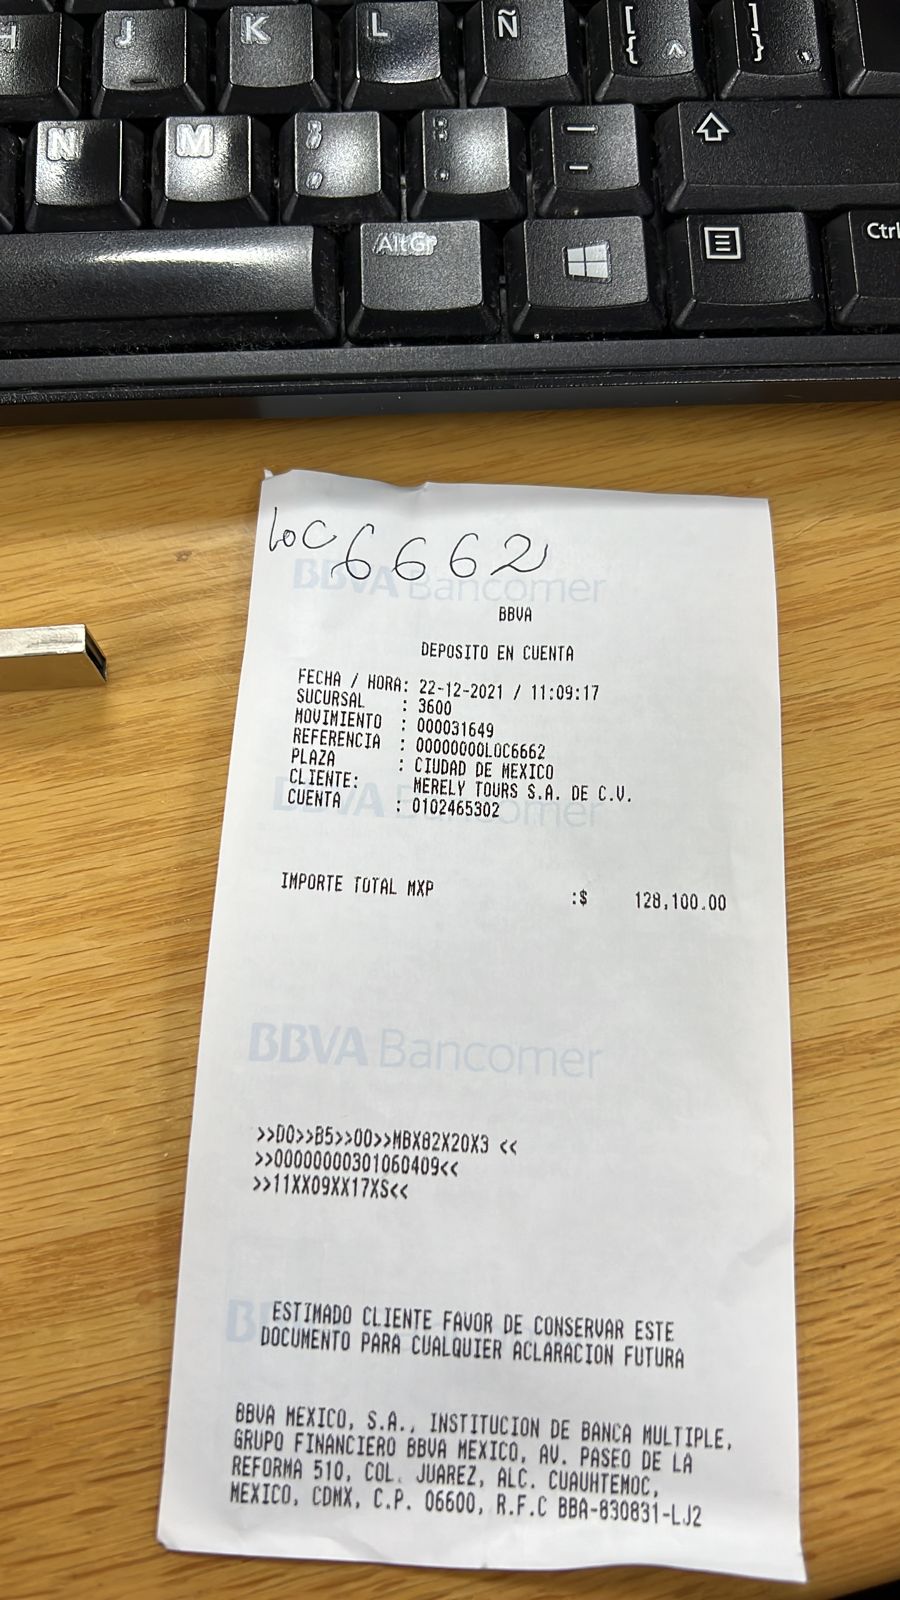 H J K L Ñ [ { ^ ] }
N M ; , : . _ -
AltGr Ctrl
LOC 6662
BBVA Bancomer
BBVA
DEPOSITO EN CUENTA
FECHA / HORA: 22-12-2021 / 11:09:17
SUCURSAL : 3600
MOVIMIENTO : 000031649
REFERENCIA : 00000000LOC6662
PLAZA : CIUDAD DE MEXICO
CLIENTE: MERELY TOURS S.A. DE C.V.
CUENTA : 0102465302
BBVA Bancomer
IMPORTE TOTAL MXP :$ 128,100.00
BBVA Bancomer
>>D0>>B5>>00>>MBX82X20X3 <<
>>00000000301060409<<
>>11XX09XX17XS<<
ESTIMADO CLIENTE FAVOR DE CONSERVAR ESTE
DOCUMENTO PARA CUALQUIER ACLARACION FUTURA
BBVA MEXICO, S.A., INSTITUCION DE BANCA MULTIPLE,
GRUPO FINANCIERO BBVA MEXICO, AV. PASEO DE LA
REFORMA 510, COL. JUAREZ, ALC. CUAUHTEMOC,
MEXICO, CDMX, C.P. 06600, R.F.C BBA-830831-LJ2